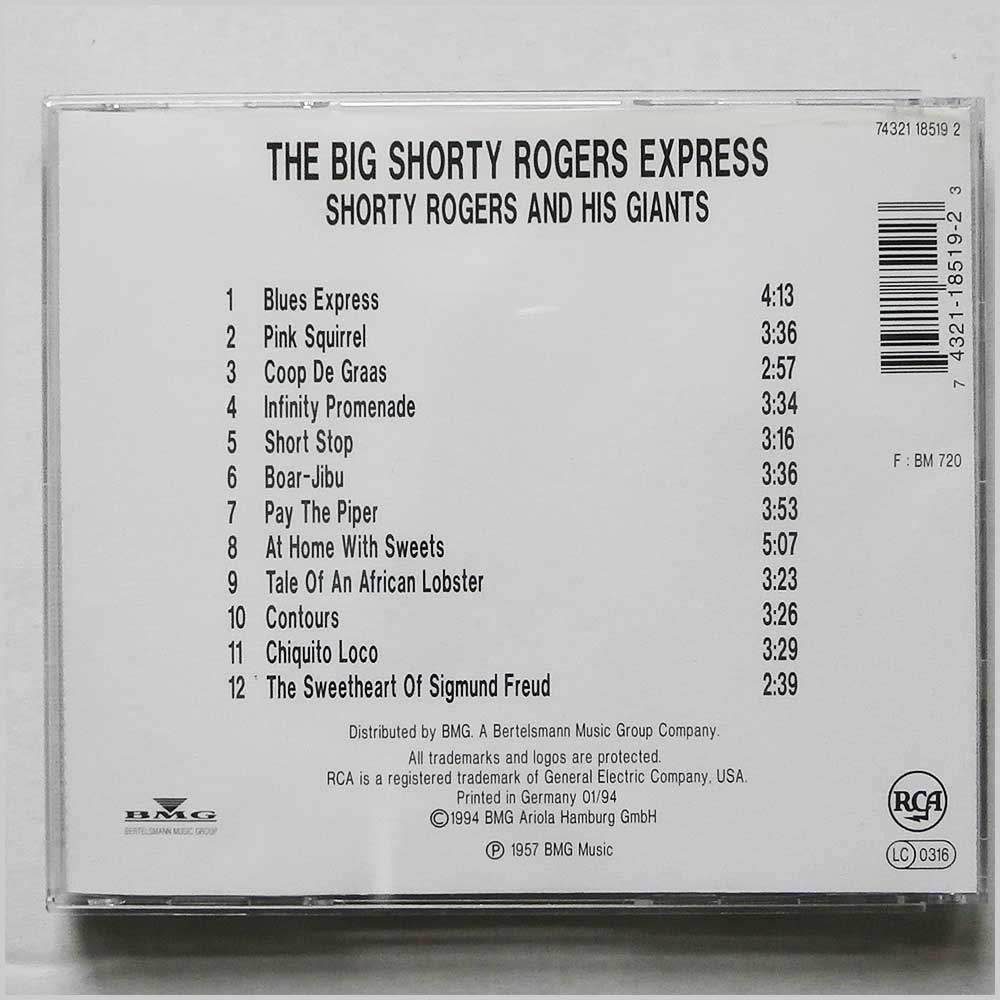 74321 18519 2
THE BIG SHORTY ROGERS EXPRESS
SHORTY ROGERS AND HIS GIANTS
1 Blues Express 4:13
2 Pink Squirrel 3:36
3 Coop De Graas 2:57
4 Infinity Promenade 3:34
5 Short Stop 3:16
6 Boar-Jibu 3:36
7 Pay The Piper 3:53
8 At Home With Sweets 5:07
9 Tale Of An African Lobster 3:23
10 Contours 3:26
11 Chiquito Loco 3:29
12 The Sweetheart Of Sigmund Freud 2:39
7 4321-18519-2 3
F : BM 720
Distributed by BMG. A Bertelsmann Music Group Company.
All trademarks and logos are protected.
RCA is a registered trademark of General Electric Company, USA.
Printed in Germany 01/94
©1994 BMG Ariola Hamburg GmbH
℗ 1957 BMG Music
BMG
BERTELSMANN MUSIC GROUP
RCA
LC 0316